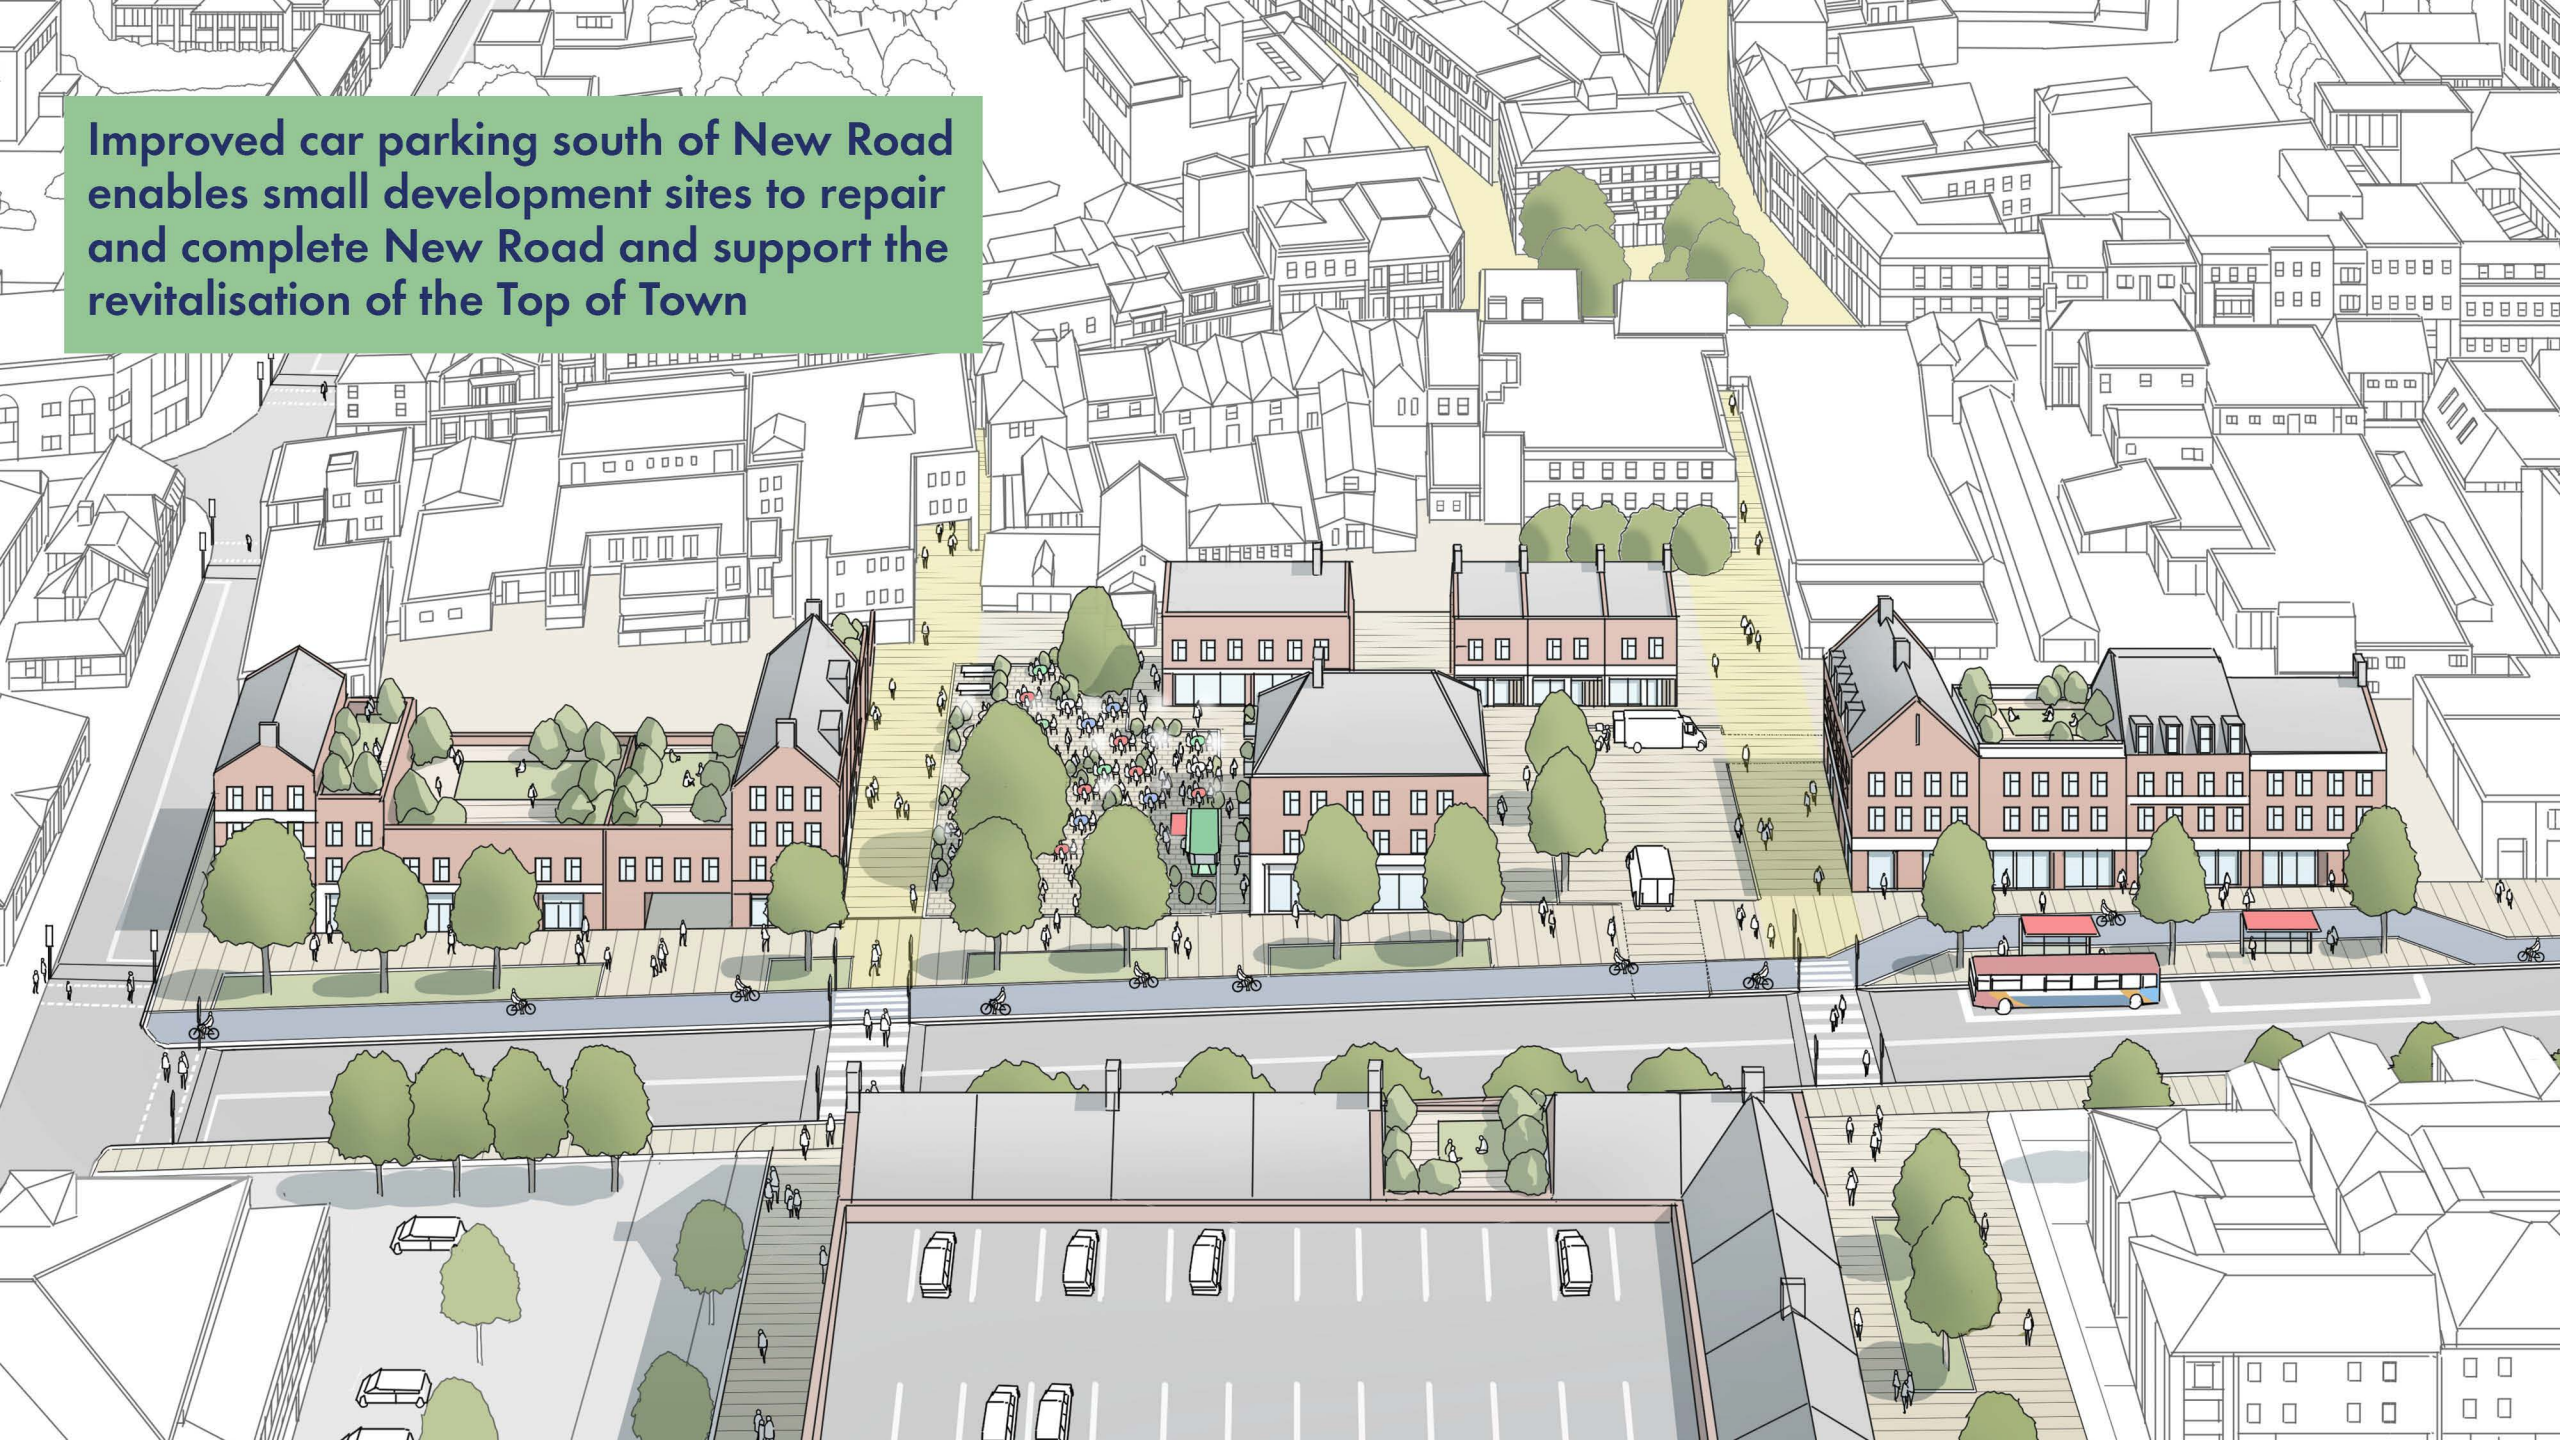 Improved car parking south of New Road
enables small development sites to repair
and complete New Road and support the
revitalisation of the Top of Town